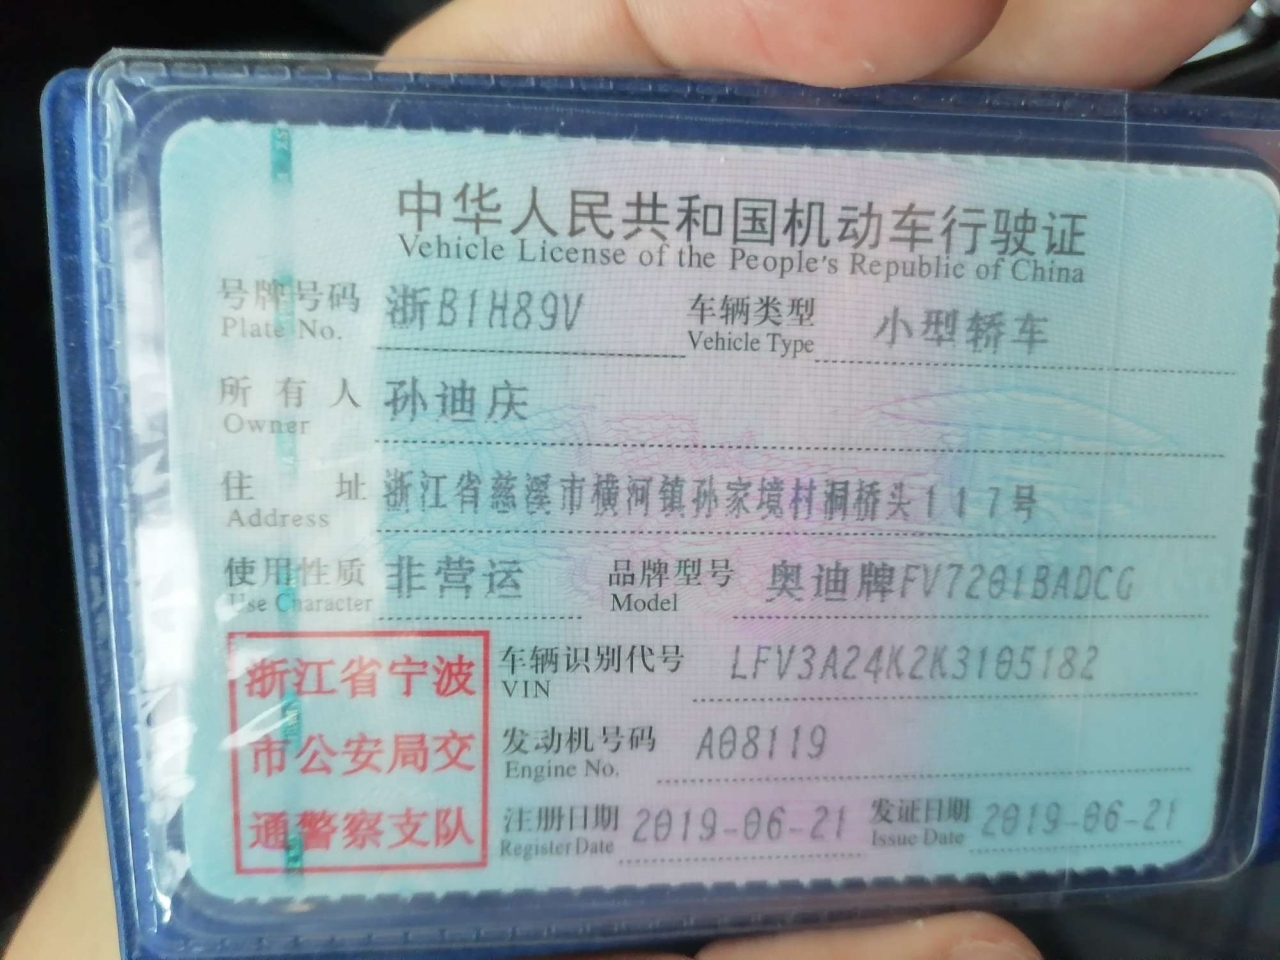 中华人民共和国机动车行驶证
Vehicle License of the People's Republic of China
号牌号码 浙B1H89V 车辆类型 小型轿车
Plate No. Vehicle Type
所有人 孙迪庆
Owner
住址 浙江省慈溪市横河镇孙家境村洞桥头117号
Address
使用性质 非营运 品牌型号 奥迪牌FV7201BADCG
Use Character Model
浙江省宁波
市公安局交
通警察支队
车辆识别代号 LFV3A24K2K3105182
VIN
发动机号码 A08119
Engine No.
注册日期 2019-06-21 发证日期 2019-06-21
Register Date Issue Date